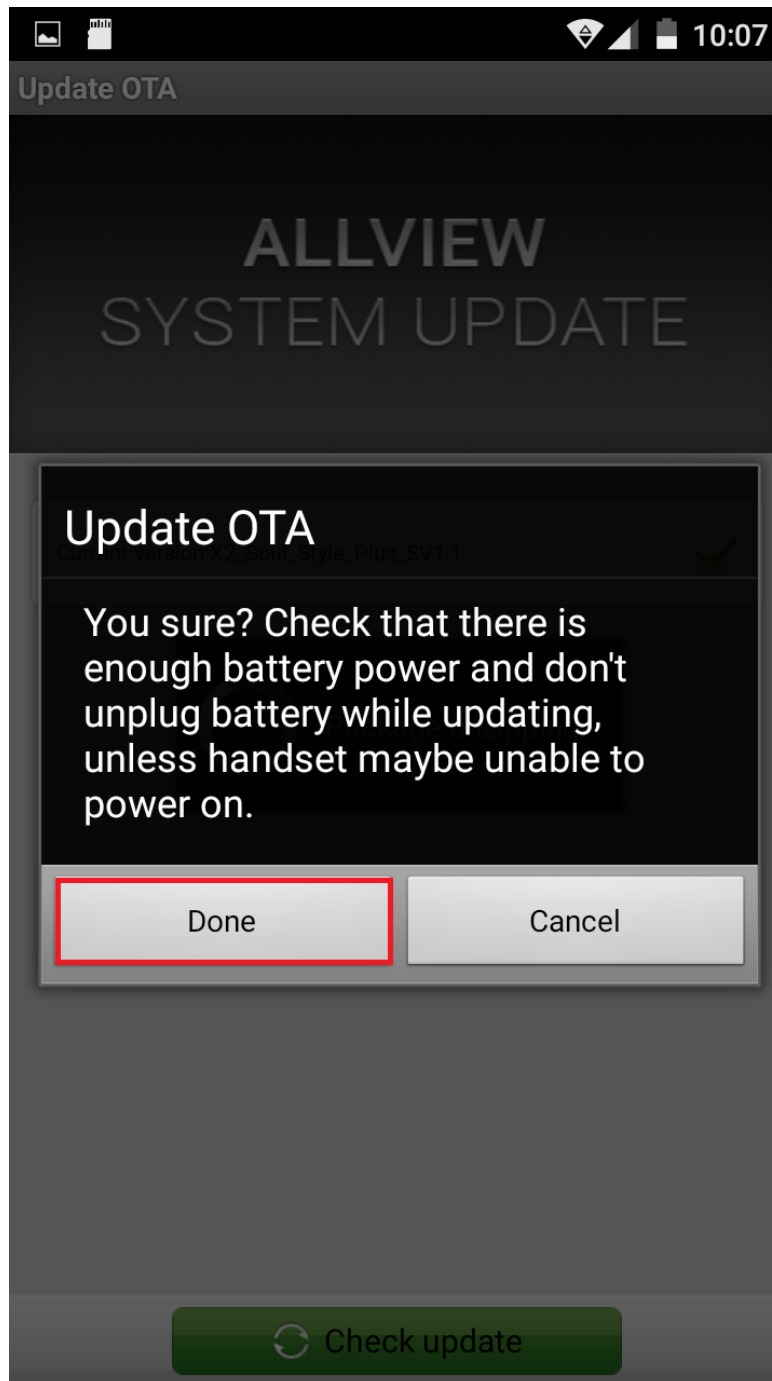 10:07
Update OTA
ALLVIEW
SYSTEM UPDATE
Update OTA
Current version:X2_Soul_Style_Plus_SV1.1
You sure? Check that there is
enough battery power and don't
unplug battery while updating,
unless handset maybe unable to
power on.
Done
Cancel
Check update